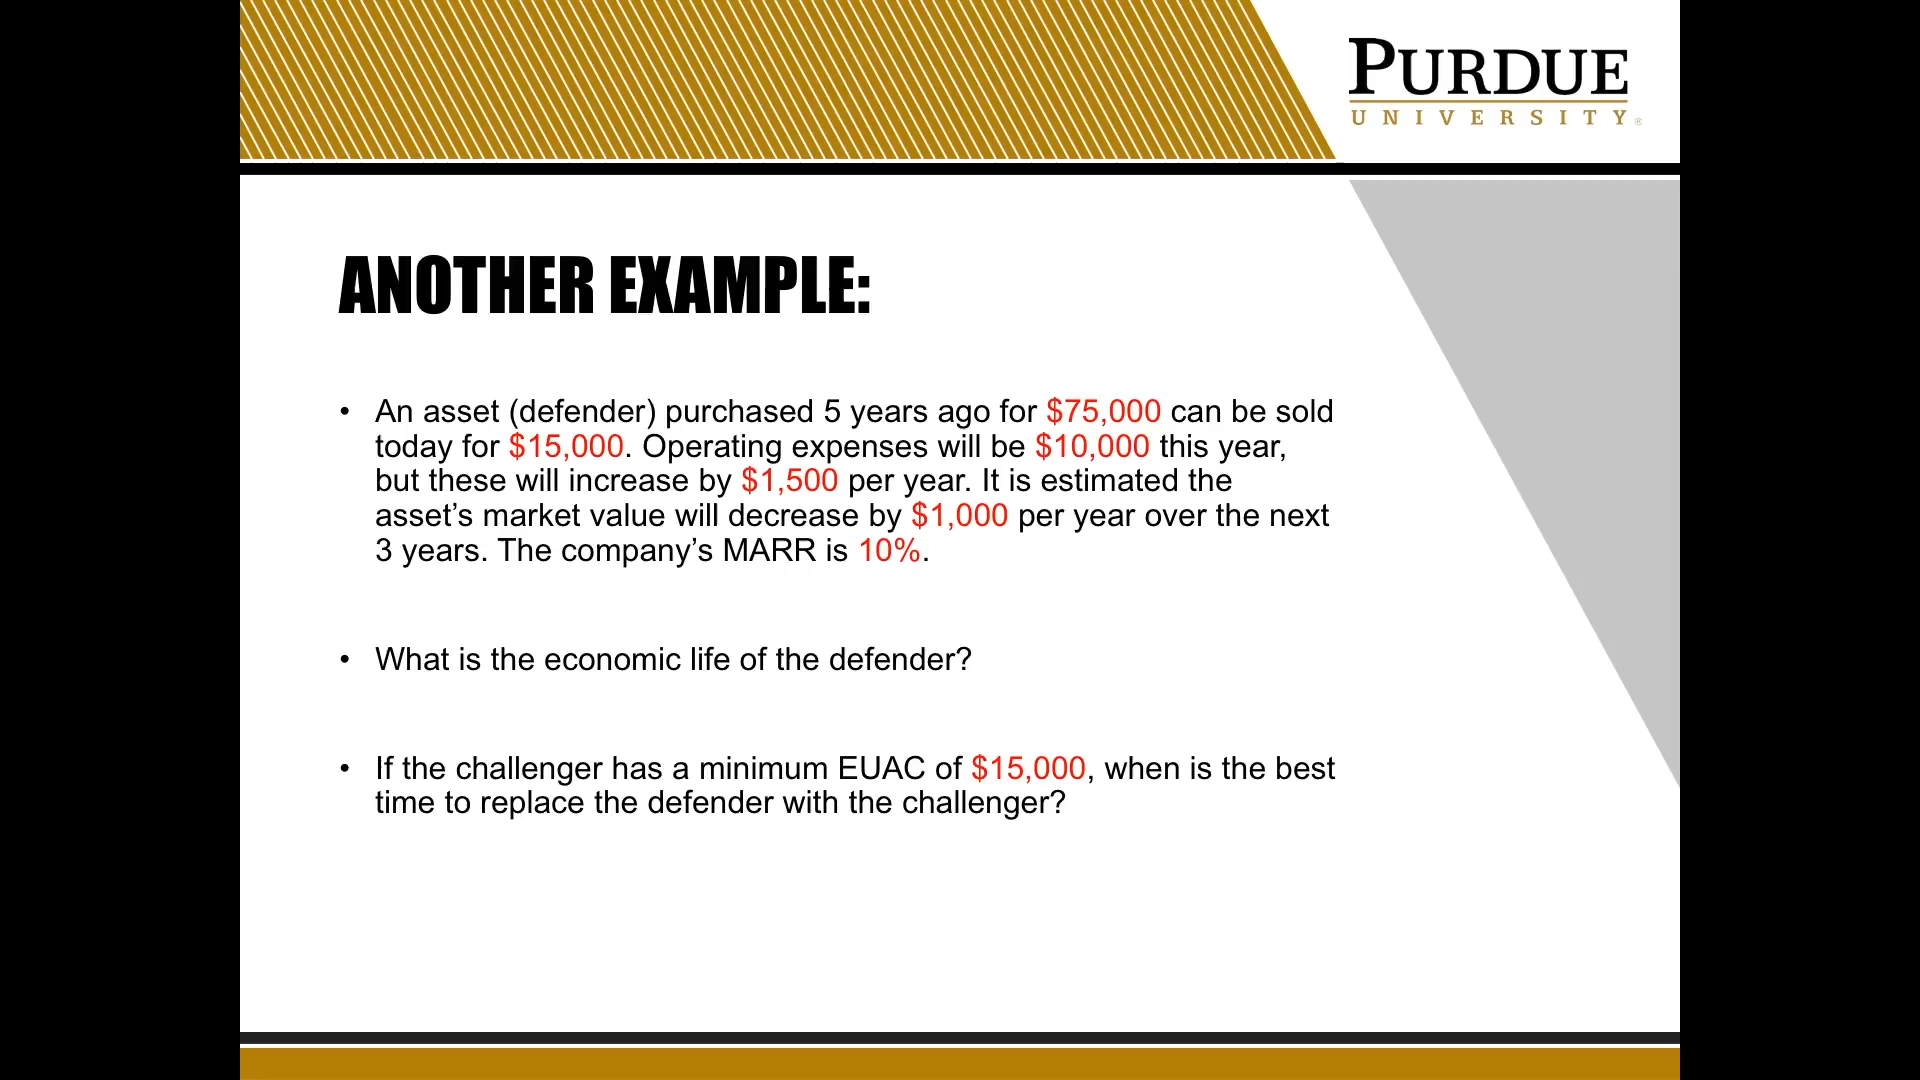 PURDUE
UNIVERSITY®
ANOTHER EXAMPLE:
• An asset (defender) purchased 5 years ago for $75,000 can be sold
today for $15,000. Operating expenses will be $10,000 this year,
but these will increase by $1,500 per year. It is estimated the
asset’s market value will decrease by $1,000 per year over the next
3 years. The company’s MARR is 10%.
• What is the economic life of the defender?
• If the challenger has a minimum EUAC of $15,000, when is the best
time to replace the defender with the challenger?